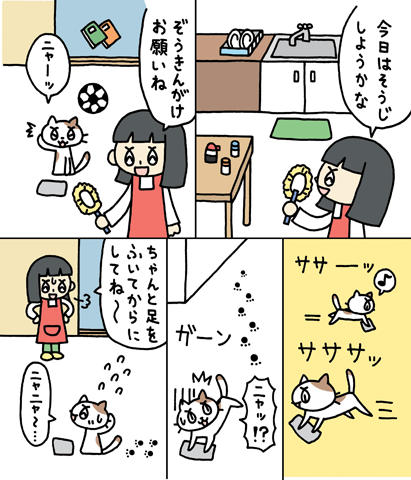 今日はそうじ
しようかな
ぞうきんがけ
お願いね
ニャーッ
ササーッ
ササササッ
ガーン
ニャッ!?
ちゃんと足を
ふいてからに
してね〜
ニャニャ〜…